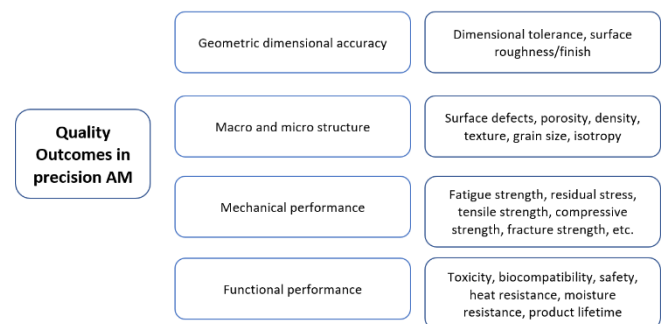 Quality
Outcomes in
precision AM
Geometric dimensional accuracy
Dimensional tolerance, surface
roughness/finish
Macro and micro structure
Surface defects, porosity, density,
texture, grain size, isotropy
Mechanical performance
Fatigue strength, residual stress,
tensile strength, compressive
strength, fracture strength, etc.
Functional performance
Toxicity, biocompatibility, safety,
heat resistance, moisture
resistance, product lifetime